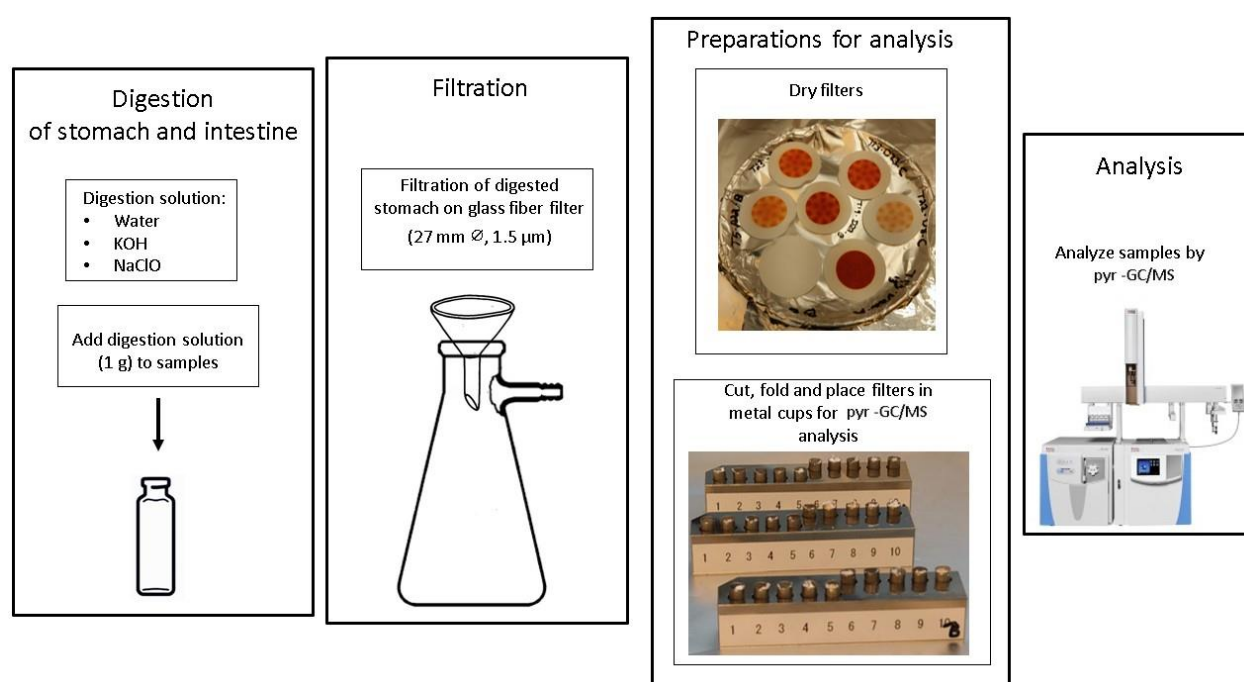 Digestion
of stomach and intestine
Digestion solution:
• Water
• KOH
• NaClO
Add digestion solution
(1 g) to samples
Filtration
Filtration of digested
stomach on glass fiber filter
(27 mm ∅, 1.5 µm)
Preparations for analysis
Dry filters
Cut, fold and place filters in
metal cups for pyr -GC/MS
analysis
1 2 3 4 5 6
1 2 3 4 5 6 7 8 9 10
1 2 3 4 5 6 7 8 9 10 B
Analysis
Analyze samples by
pyr -GC/MS